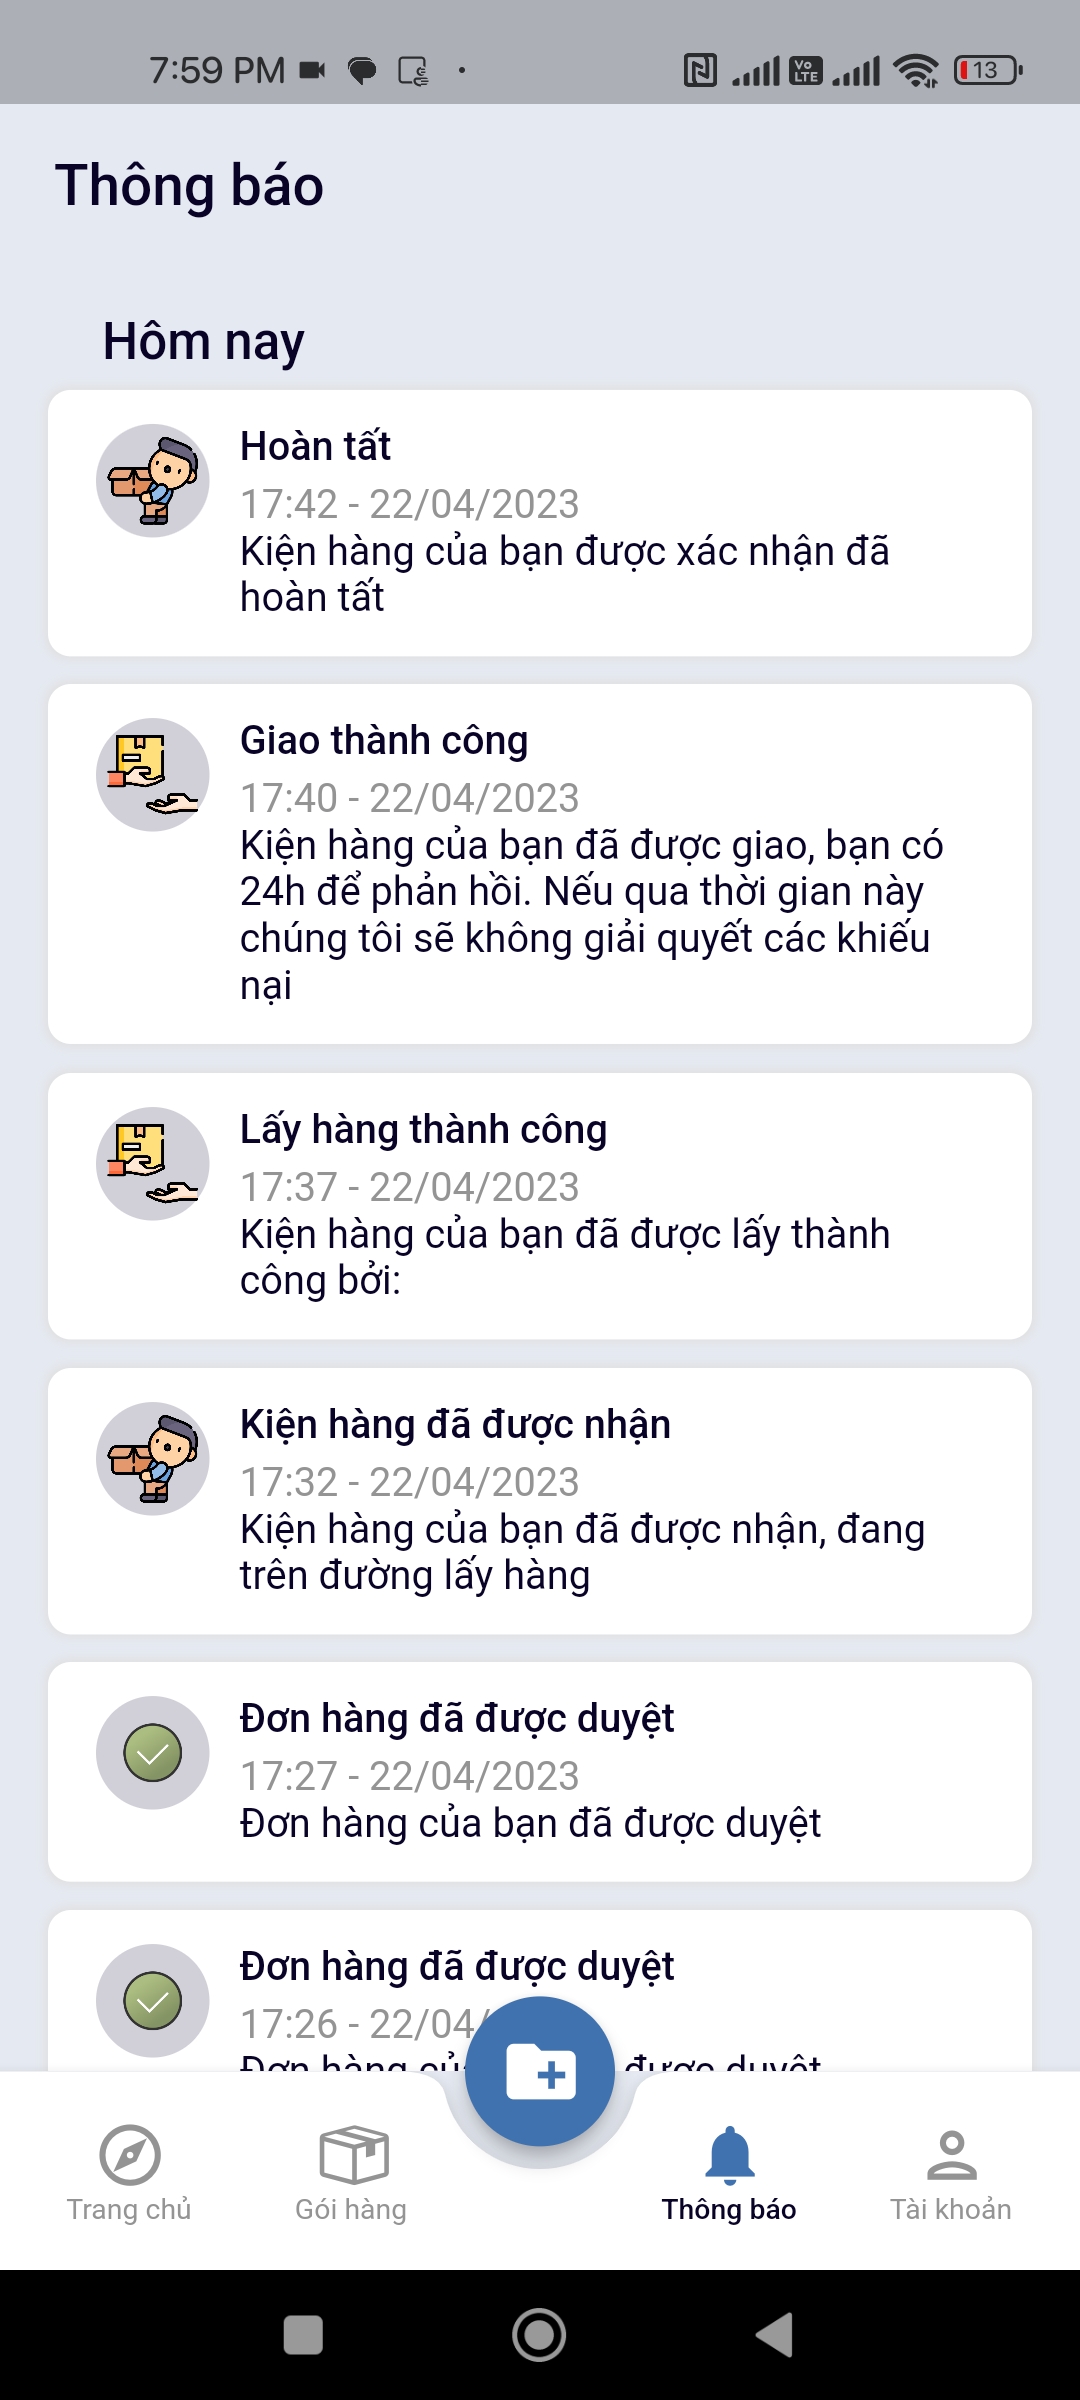 7:59 PM
Vo
LTE
13
Thông báo
Hôm nay
Hoàn tất
17:42 - 22/04/2023
Kiện hàng của bạn được xác nhận đã
hoàn tất
Giao thành công
17:40 - 22/04/2023
Kiện hàng của bạn đã được giao, bạn có
24h để phản hồi. Nếu qua thời gian này
chúng tôi sẽ không giải quyết các khiếu
nại
Lấy hàng thành công
17:37 - 22/04/2023
Kiện hàng của bạn đã được lấy thành
công bởi:
Kiện hàng đã được nhận
17:32 - 22/04/2023
Kiện hàng của bạn đã được nhận, đang
trên đường lấy hàng
Đơn hàng đã được duyệt
17:27 - 22/04/2023
Đơn hàng của bạn đã được duyệt
Đơn hàng đã được duyệt
17:26 - 22/04/
Đơn hàng được duyệt
Trang chủ
Gói hàng
Thông báo
Tài khoản